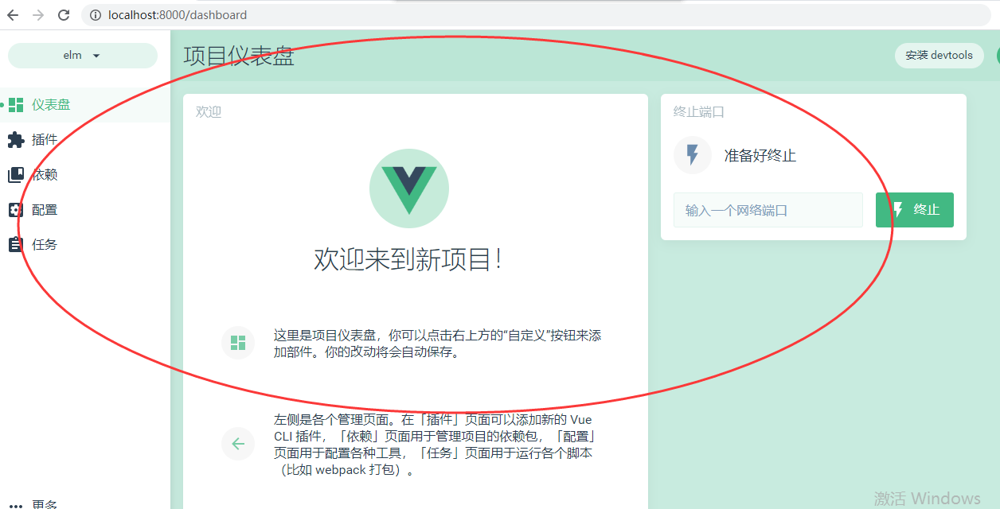 localhost:8000/dashboard
elm
项目仪表盘
安装 devtools
仪表盘
插件
依赖
配置
任务
更多
欢迎
欢迎来到新项目！
这里是项目仪表盘，你可以点击右上方的“自定义”按钮来添
加部件。你的改动将会自动保存。
左侧是各个管理页面。在「插件」页面可以添加新的 Vue
CLI 插件，「依赖」页面用于管理项目的依赖包，「配置」
页面用于配置各种工具，「任务」页面用于运行各个脚本
（比如 webpack 打包）。
终止端口
准备好终止
输入一个网络端口
终止
激活 Windows